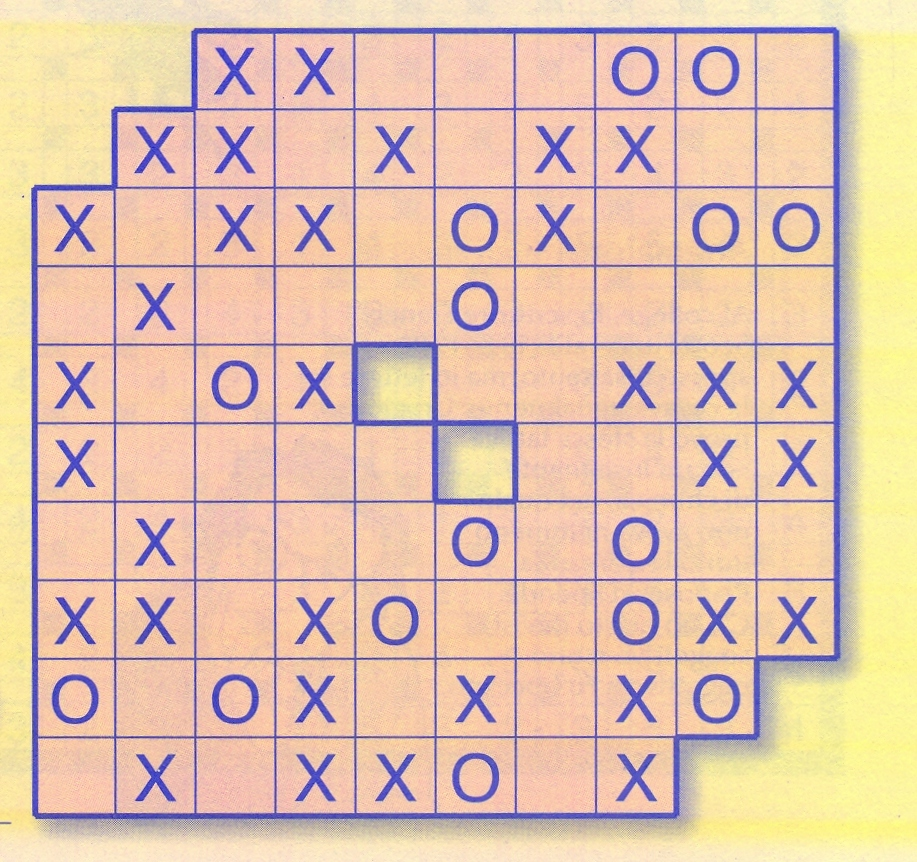 X X O O
X X X X X
X X X O X O O
X O
X O X X X X
X X X
X O O
X X X O O X X
O O X X X O
X X X O X